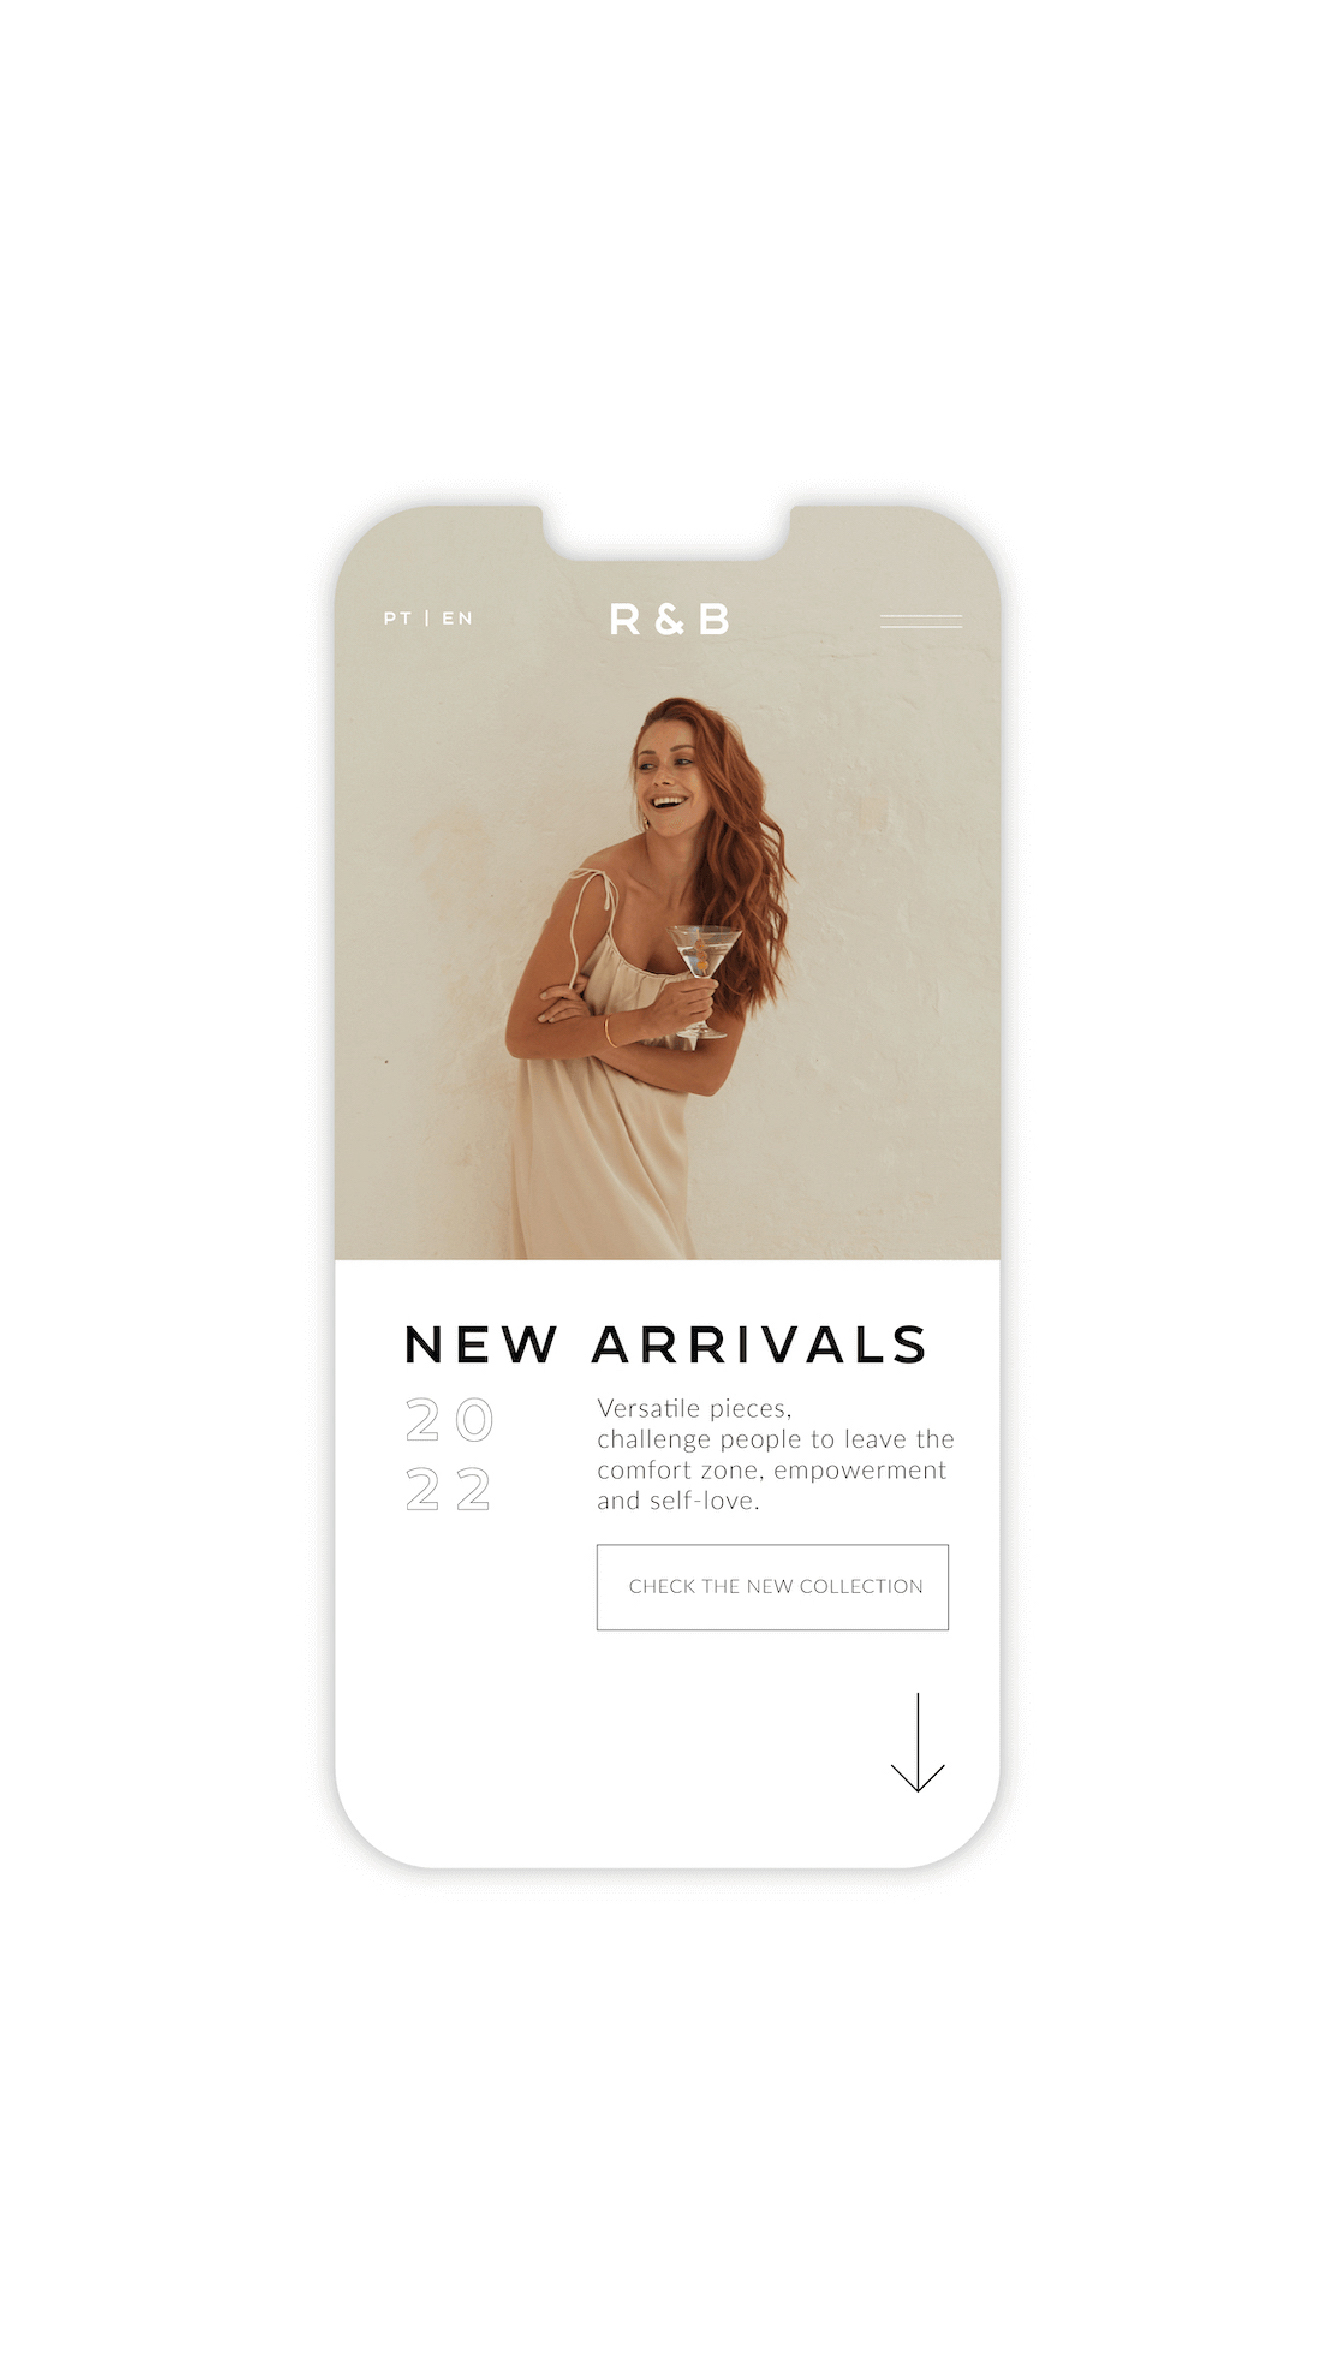 PT | EN
R & B
NEW ARRIVALS
20
22
Versatile pieces,
challenge people to leave the
comfort zone, empowerment
and self-love.
CHECK THE NEW COLLECTION